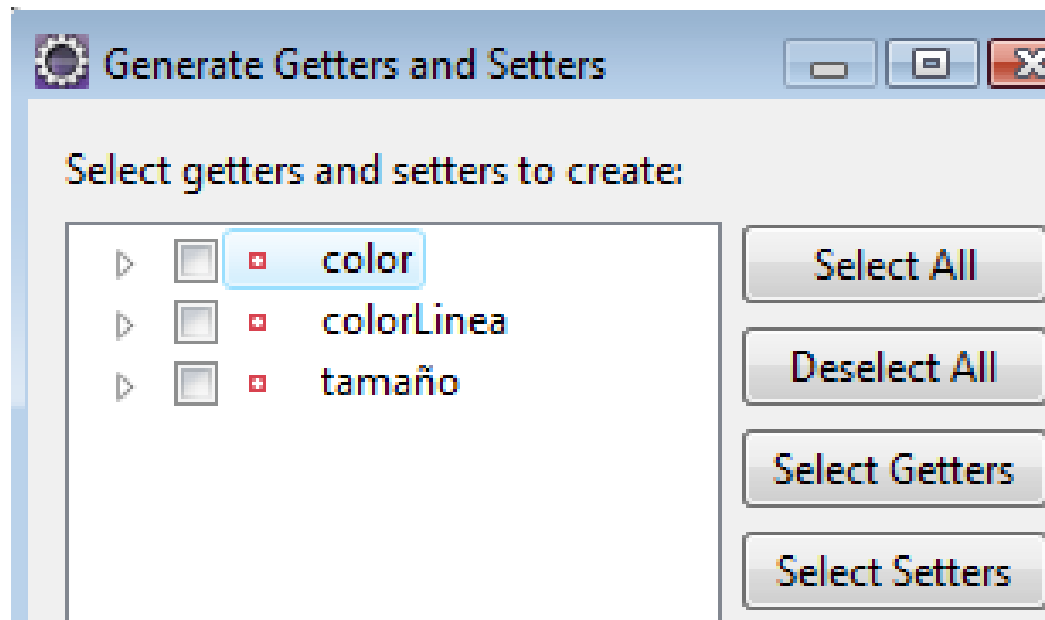 Generate Getters and Setters
Select getters and setters to create:
color
colorLinea
tamaño
Select All
Deselect All
Select Getters
Select Setters